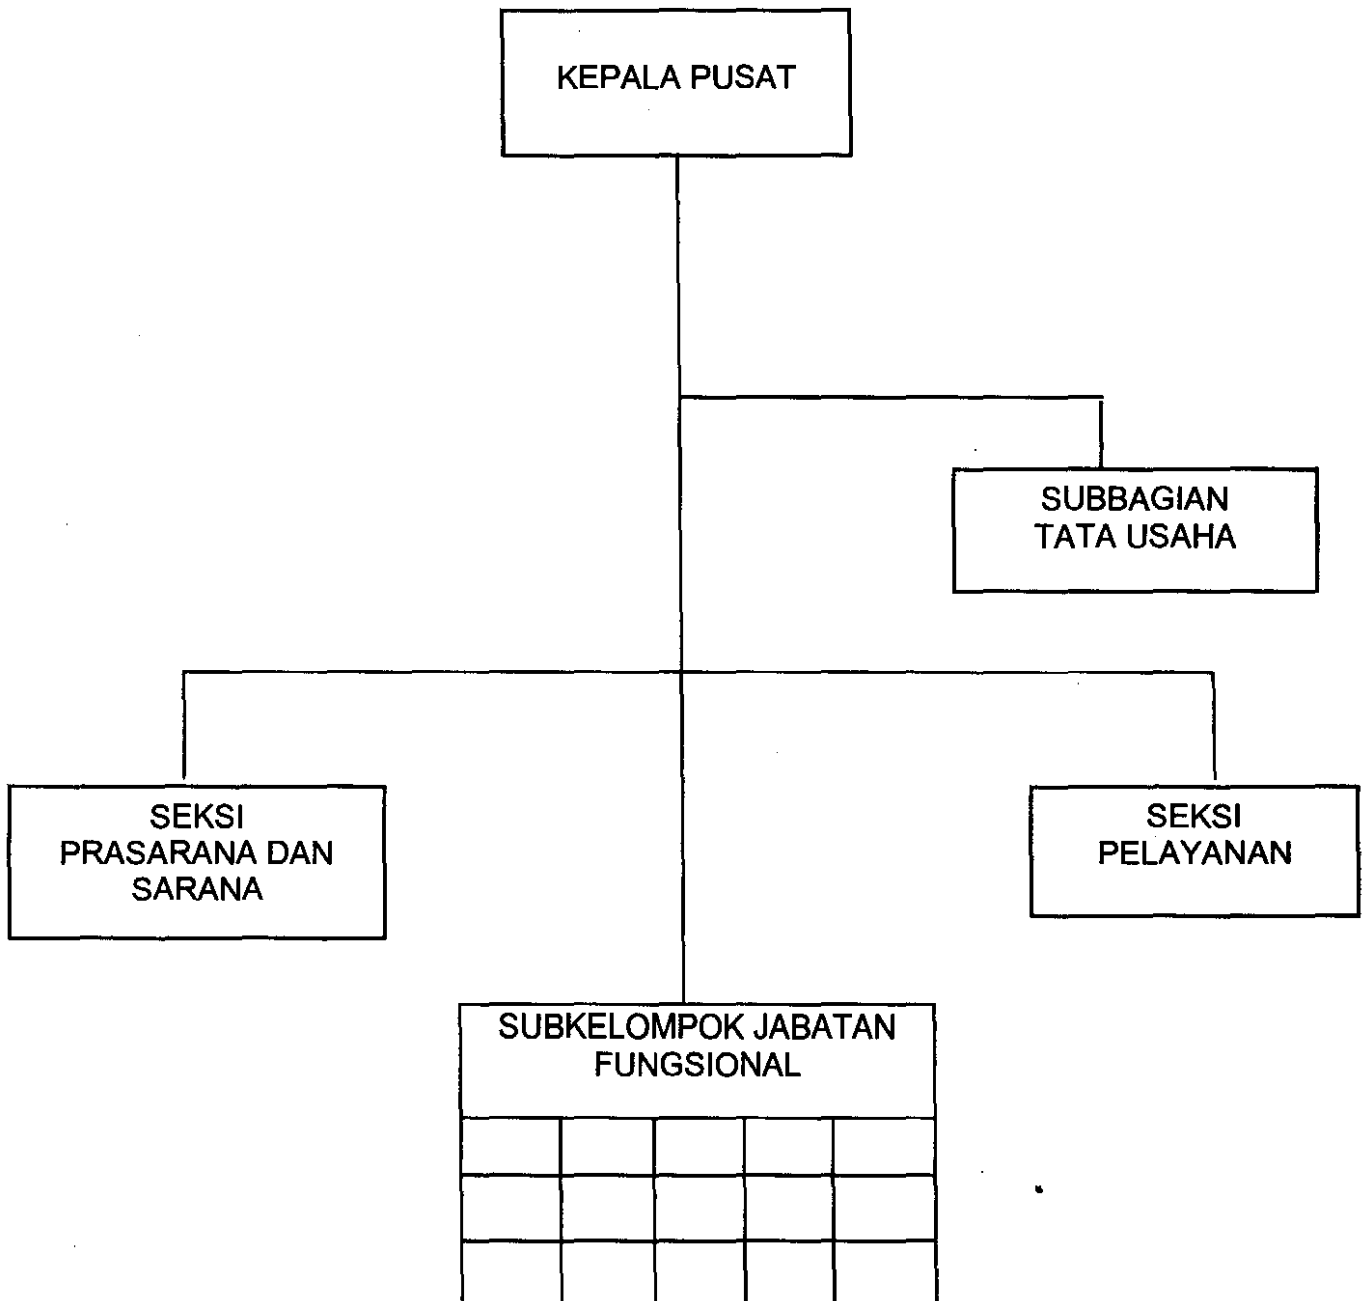 KEPALA PUSAT
SUBBAGIAN
TATA USAHA
SEKSI
PRASARANA DAN
SARANA
SEKSI
PELAYANAN
SUBKELOMPOK JABATAN
FUNGSIONAL